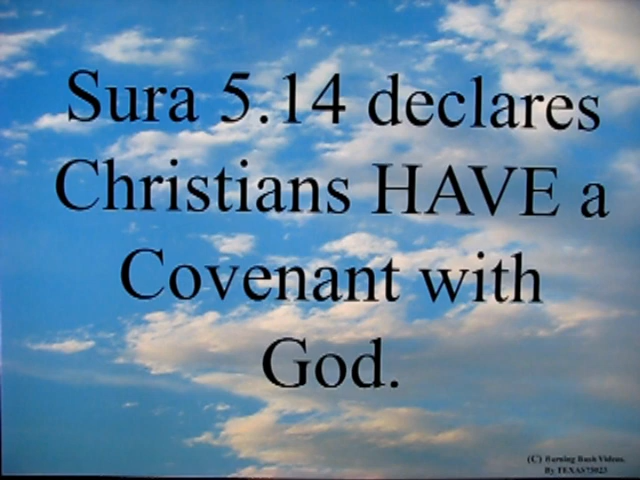 Sura 5.14 declares
Christians HAVE a
Covenant with
God.
(C) Burning Bush Videos.
By TEXAS75023